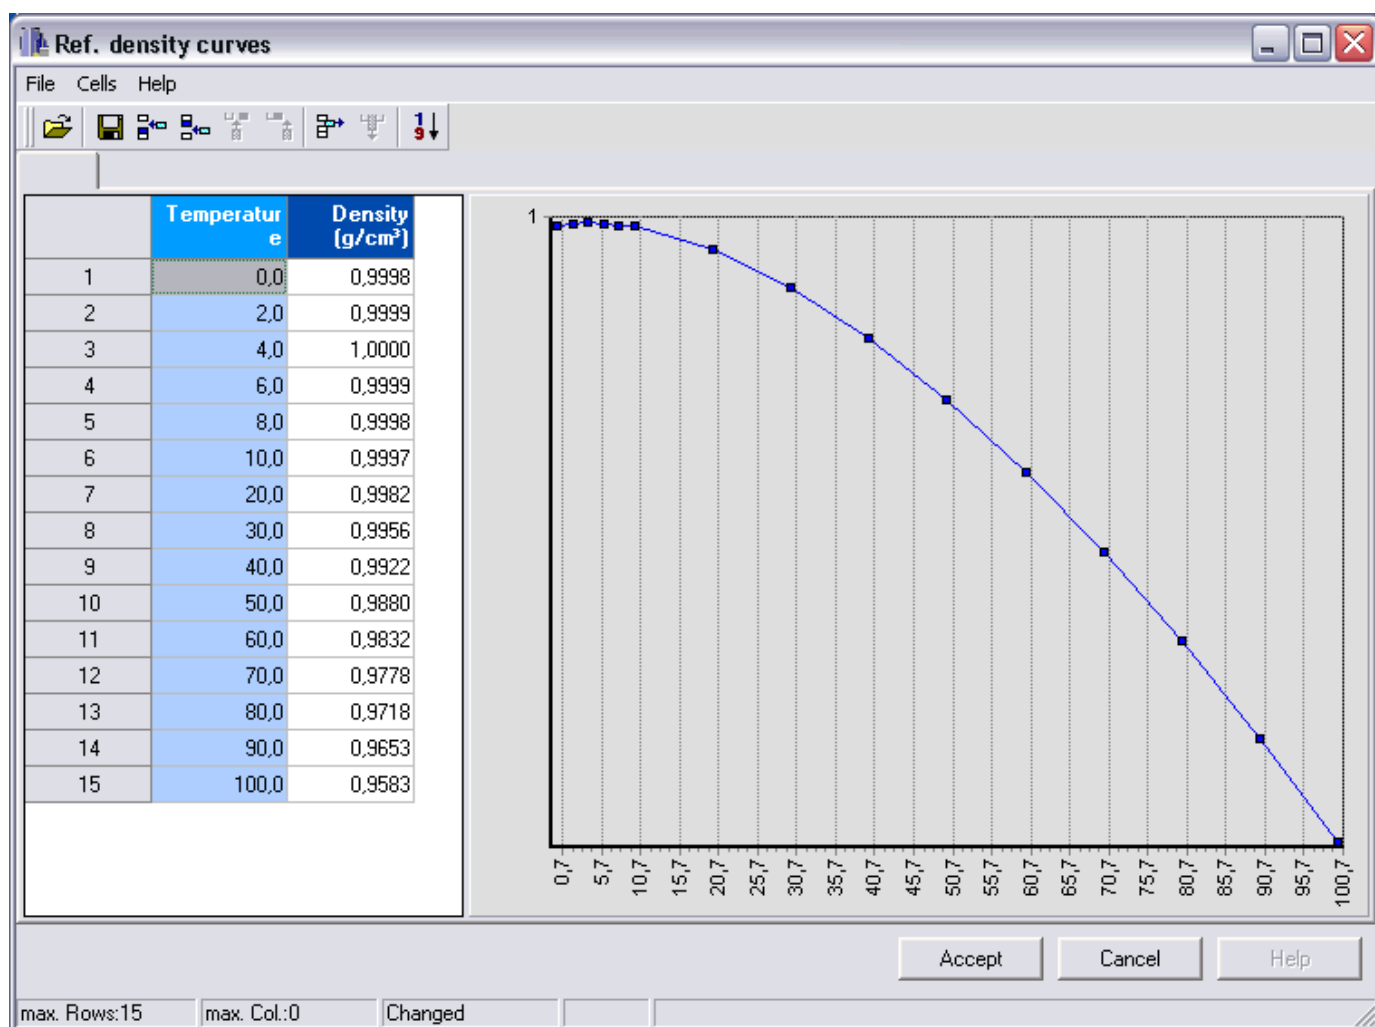 Ref. density curves
File Cells Help
1
9
Temperatur
e
Density
(g/cm³)
1 0,0 0,9998
2 2,0 0,9999
3 4,0 1,0000
4 6,0 0,9999
5 8,0 0,9998
6 10,0 0,9997
7 20,0 0,9982
8 30,0 0,9956
9 40,0 0,9922
10 50,0 0,9880
11 60,0 0,9832
12 70,0 0,9778
13 80,0 0,9718
14 90,0 0,9653
15 100,0 0,9583
1
0,7 5,7 10,7 15,7 20,7 25,7 30,7 35,7 40,7 45,7 50,7 55,7 60,7 65,7 70,7 75,7 80,7 85,7 90,7 95,7 100,7
Accept Cancel Help
max. Rows:15 max. Col.:0 Changed